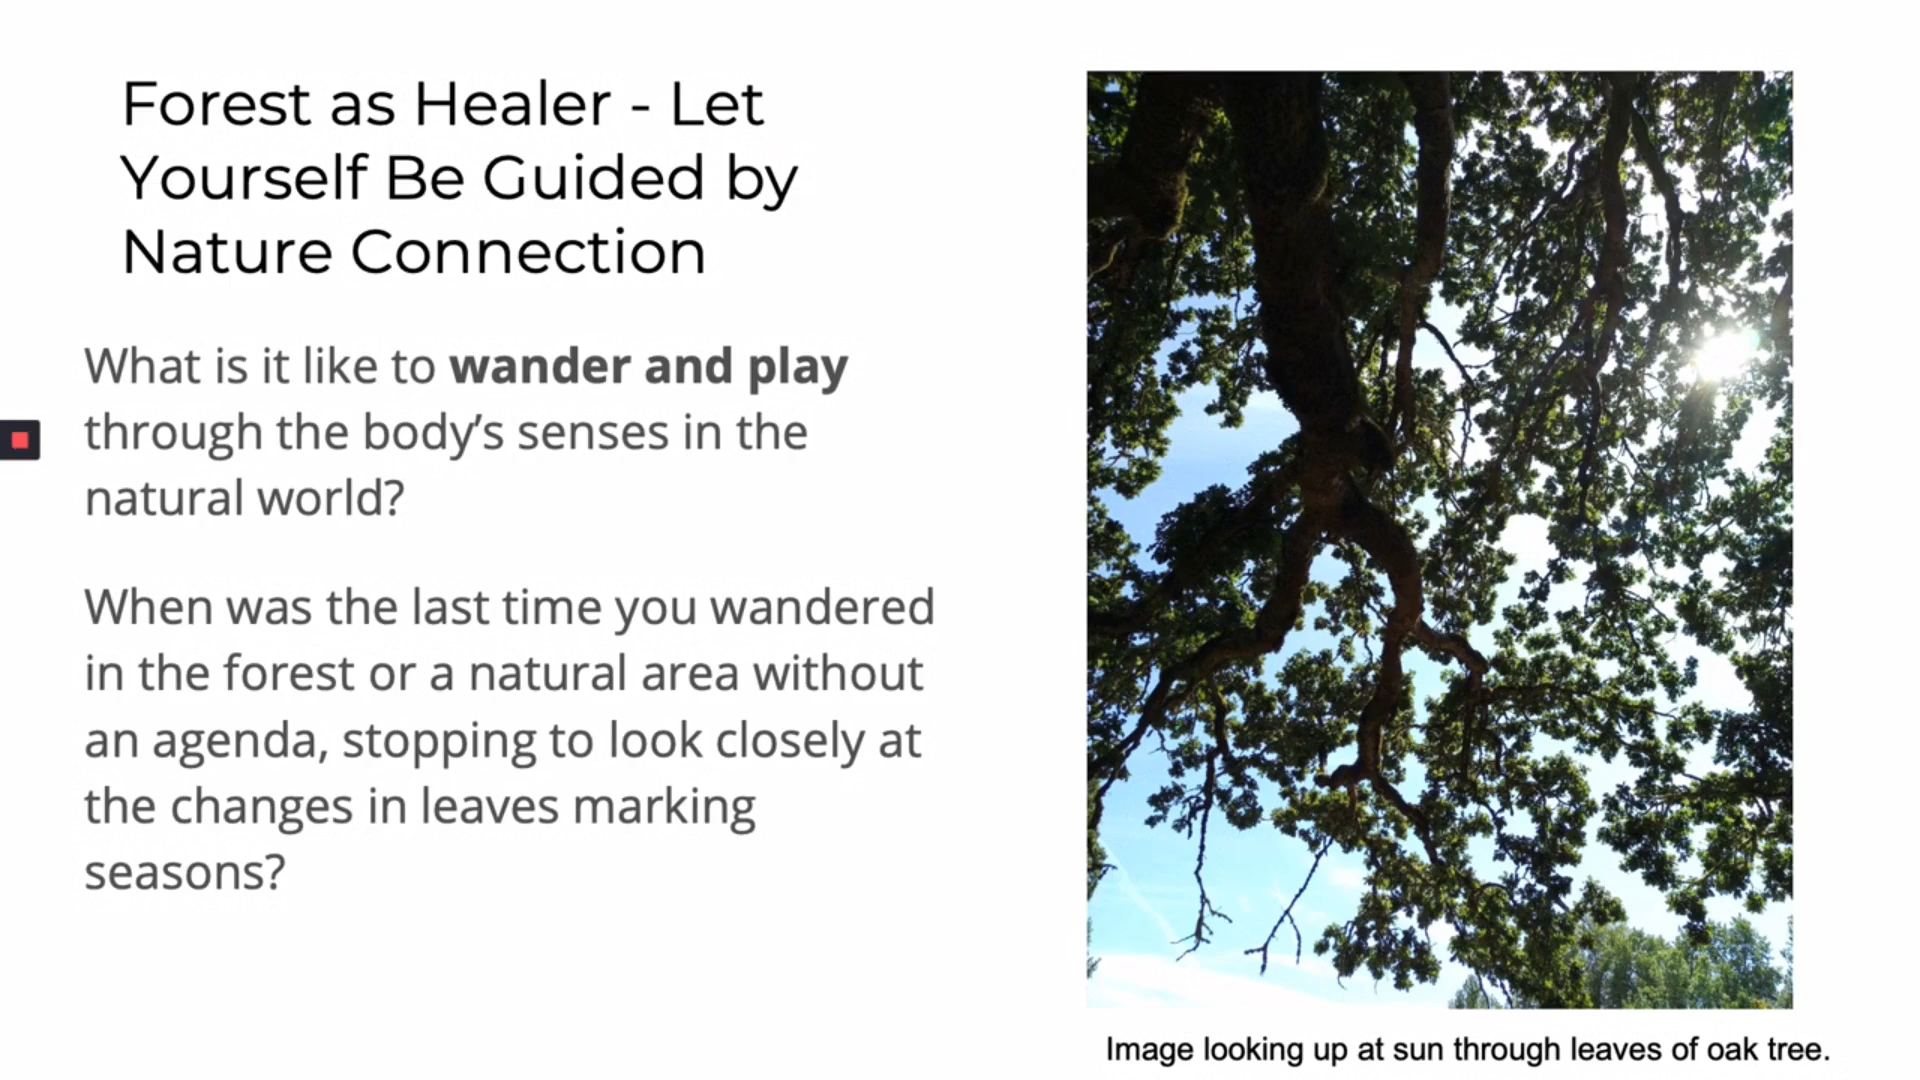 Forest as Healer - Let
Yourself Be Guided by
Nature Connection
What is it like to wander and play
through the body’s senses in the
natural world?
When was the last time you wandered
in the forest or a natural area without
an agenda, stopping to look closely at
the changes in leaves marking
seasons?
Image looking up at sun through leaves of oak tree.